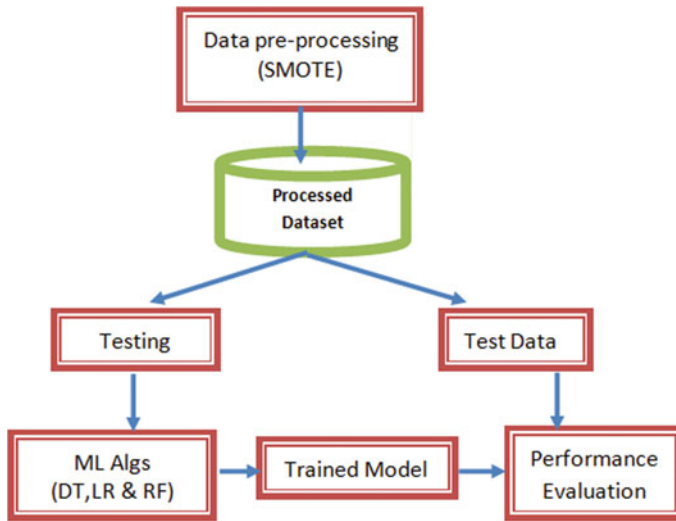 Data pre-processing
(SMOTE)
Processed
Dataset
Testing
Test Data
ML Algs
(DT,LR & RF)
Trained Model
Performance
Evaluation